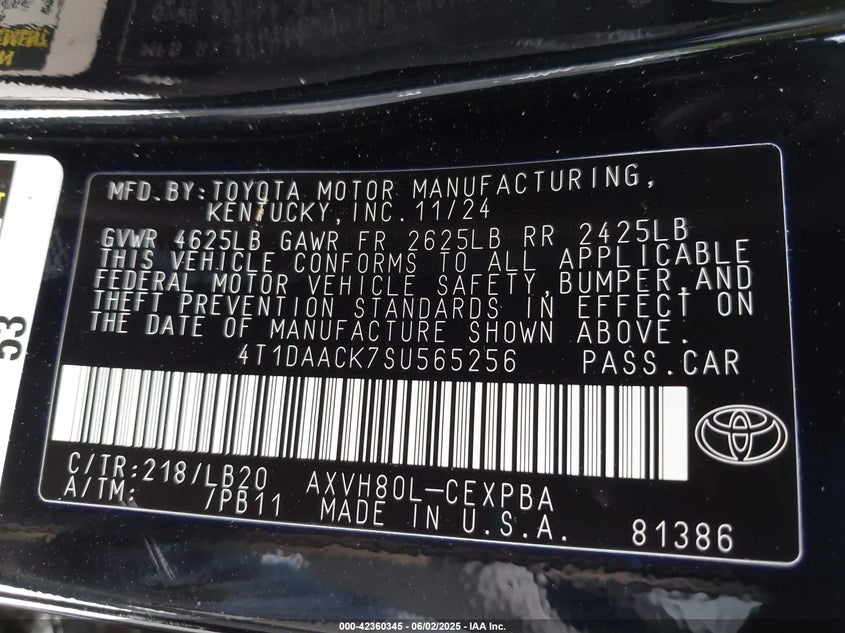 MFD.BY:TOYOTA MOTOR MANUFACTURING,
KENTUCKY,INC.11/24
GVWR 4625LB GAWR FR 2625LB RR 2425LB
THIS VEHICLE CONFORMS TO ALL APPLICABLE
FEDERAL MOTOR VEHICLE SAFETY,BUMPER,AND
THEFT PREVENTION STANDARDS IN EFFECT ON
THE DATE OF MANUFACTURE SHOWN ABOVE.
4T1DAACK7SU565256 PASS.CAR
C/TR:218/LB20 AXVH80L-CEXPBA
A/TM: /PB11 MADE IN U.S.A. 81386
000-42360345 - 06/02/2025 - IAA Inc.